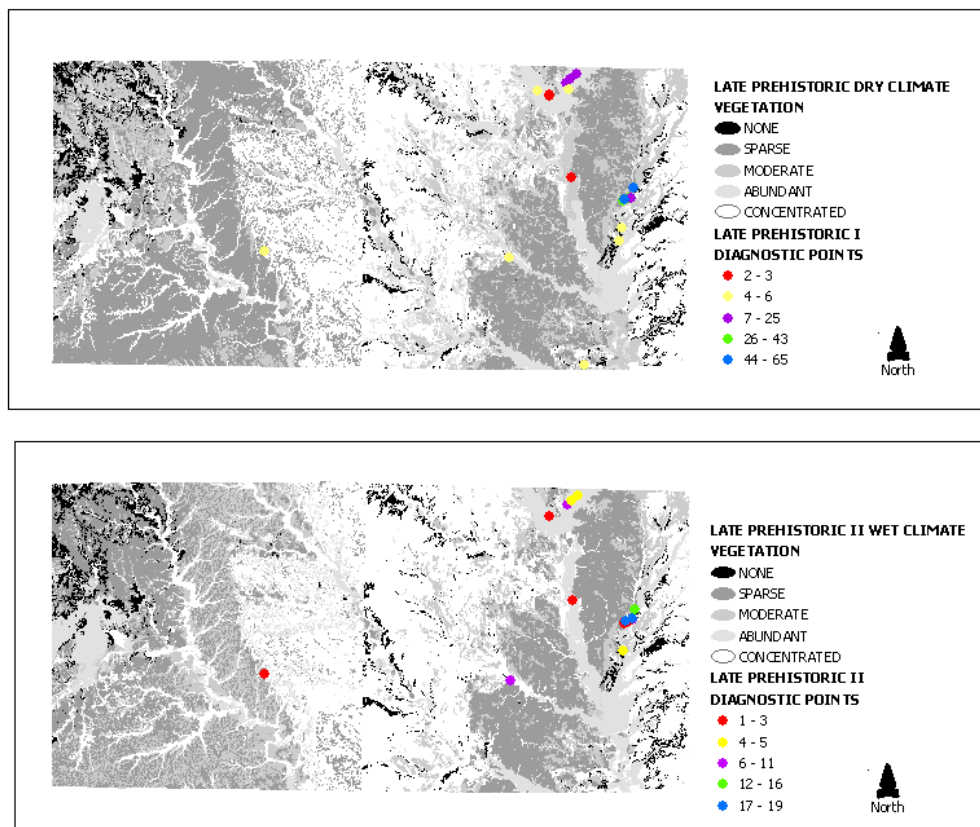 LATE PREHISTORIC DRY CLIMATE
VEGETATION
NONE
SPARSE
MODERATE
ABUNDANT
CONCENTRATED
LATE PREHISTORIC I
DIAGNOSTIC POINTS
2 - 3
4 - 6
7 - 25
26 - 43
44 - 65
North
LATE PREHISTORIC II WET CLIMATE
VEGETATION
NONE
SPARSE
MODERATE
ABUNDANT
CONCENTRATED
LATE PREHISTORIC II
DIAGNOSTIC POINTS
1 - 3
4 - 5
6 - 11
12 - 16
17 - 19
North